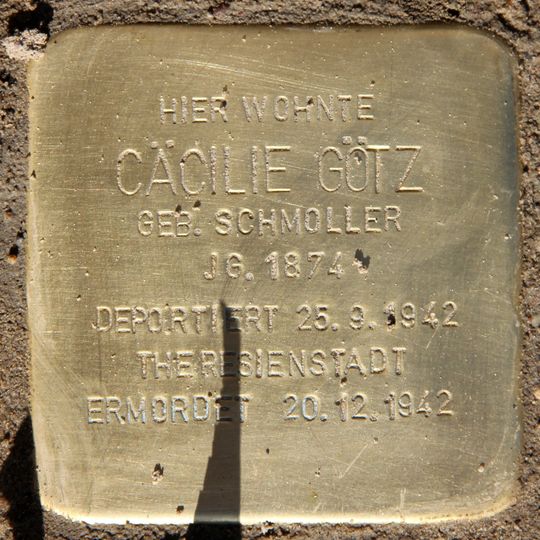 HIER WOHNTE
CÄCILIE GÖTZ
GEB. SCHMOLLER
JG. 1874
DEPORTIERT 25.9.1942
THERESIENSTADT
ERMORDET 20.12.1942